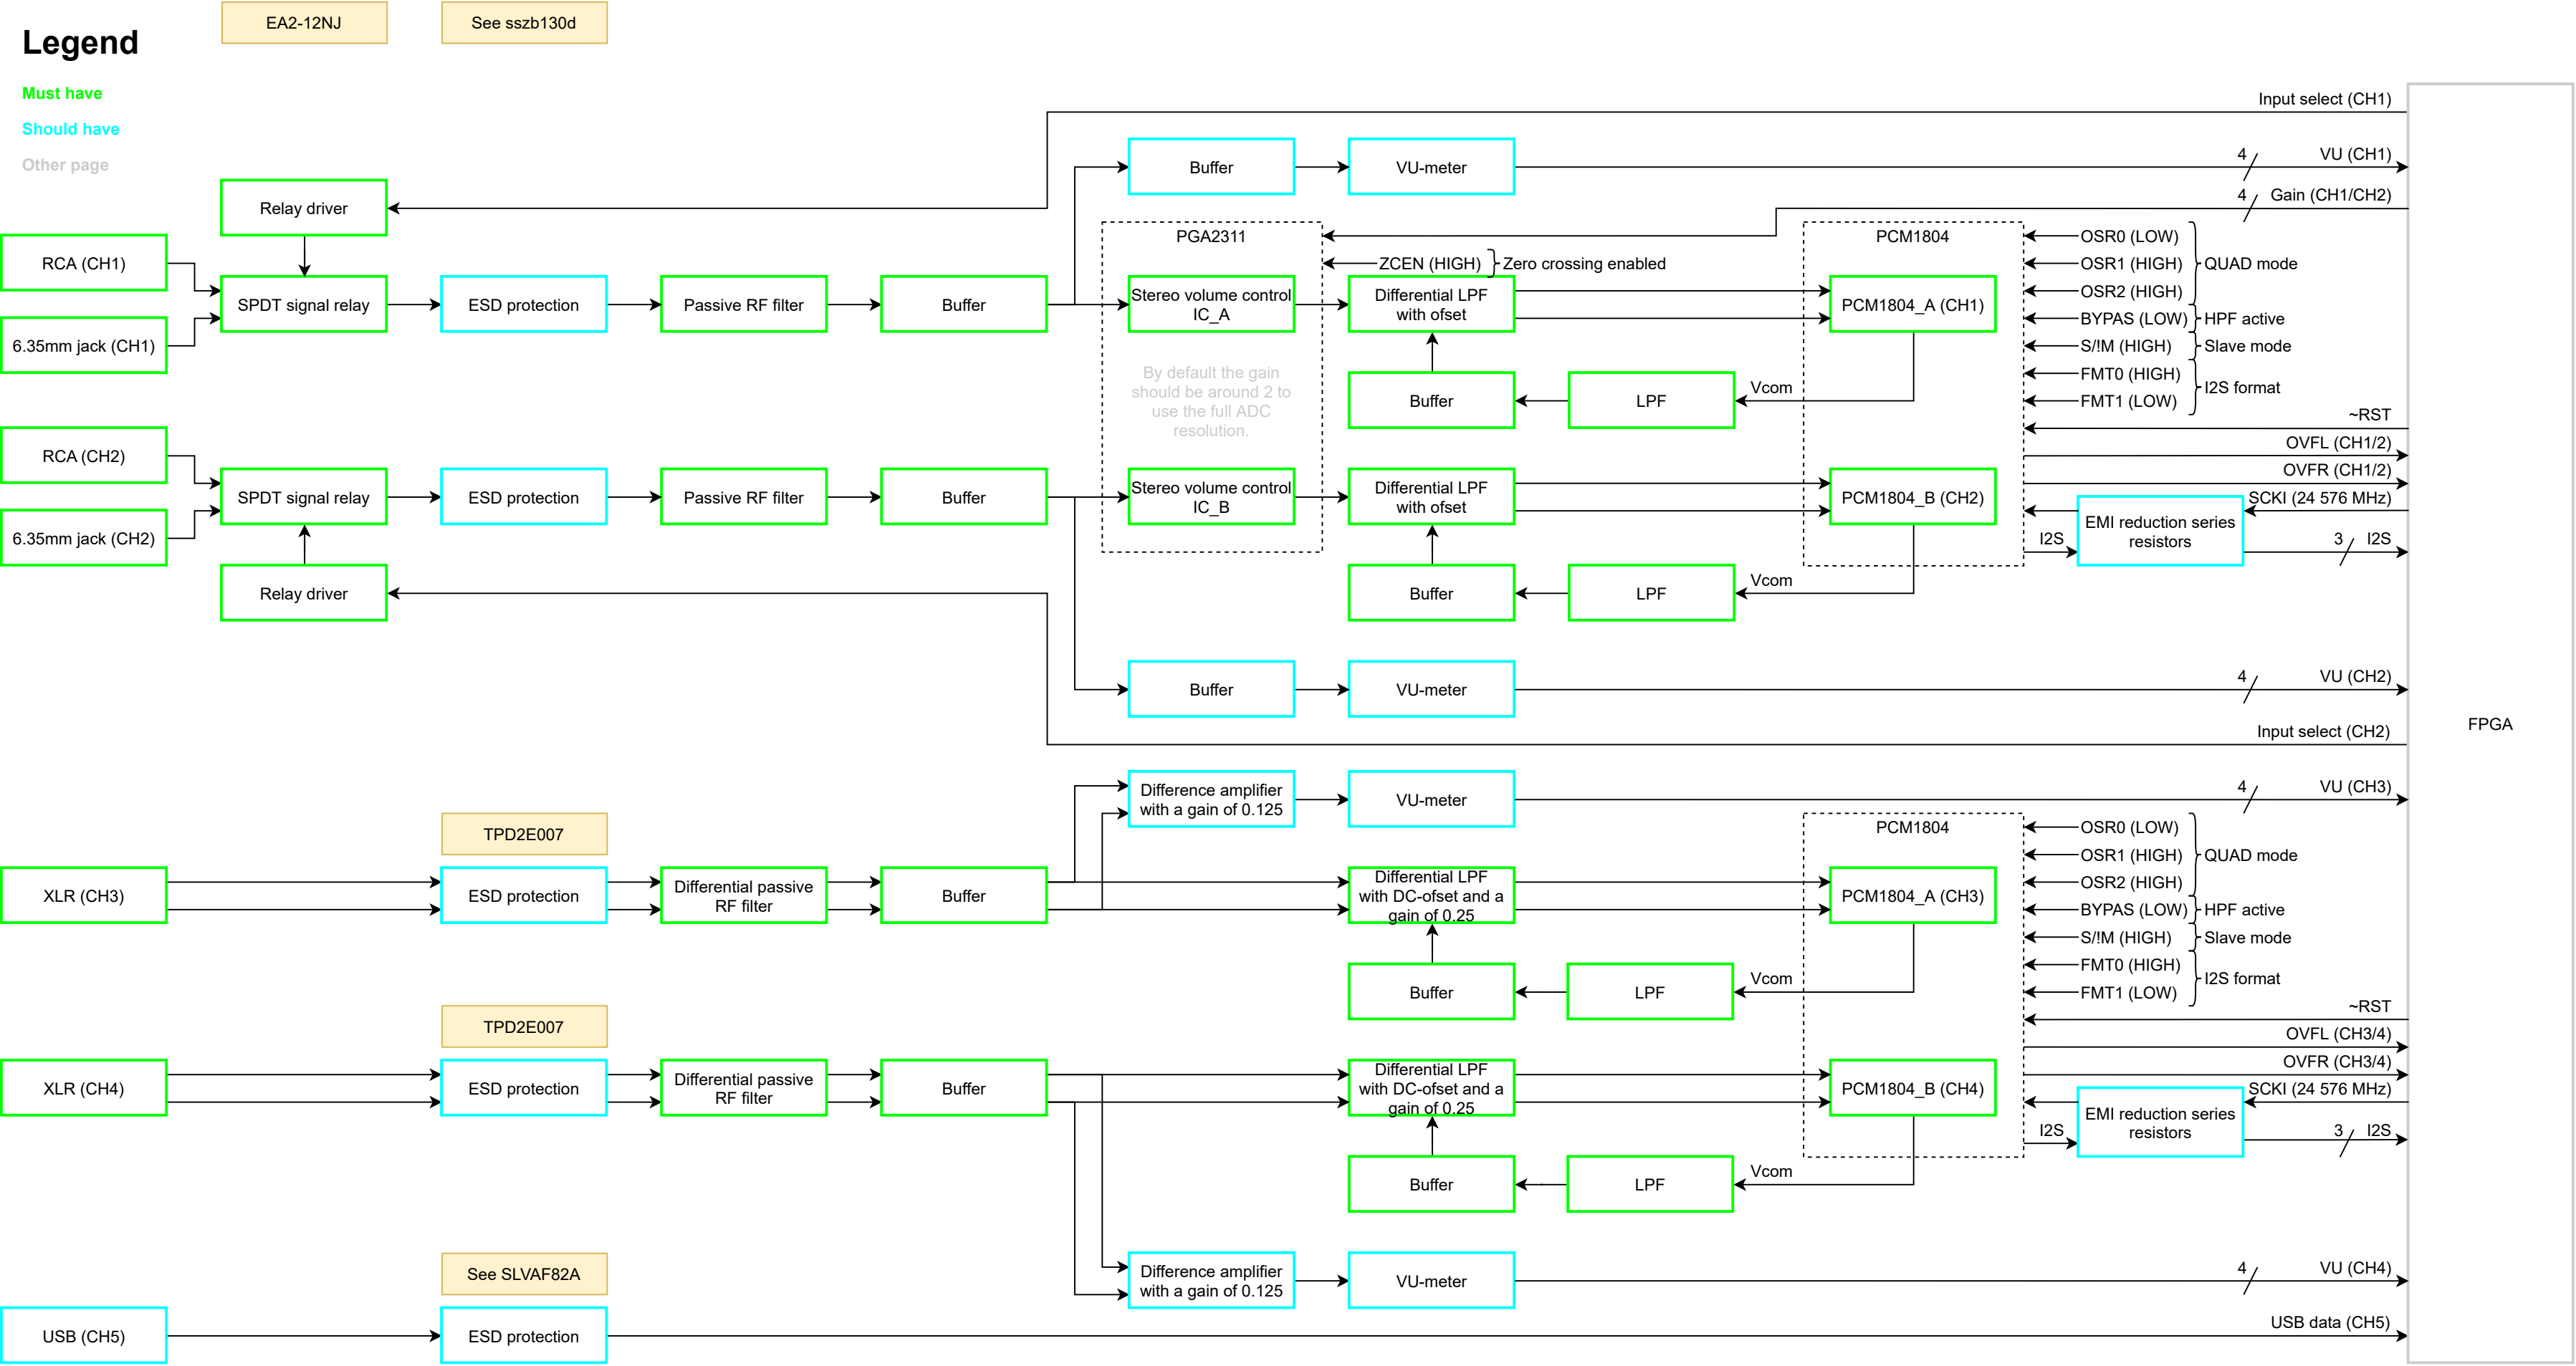 EA2-12NJ
See sszb130d
Legend
Must have
Should have
Other page
Input select (CH1)
Buffer
VU-meter
4
VU (CH1)
Relay driver
4
Gain (CH1/CH2)
RCA (CH1)
6.35mm jack (CH1)
SPDT signal relay
ESD protection
Passive RF filter
Buffer
PGA2311
ZCEN (HIGH)
Zero crossing enabled
Stereo volume control
IC_A
Differential LPF
with ofset
PCM1804
PCM1804_A (CH1)
OSR0 (LOW)
OSR1 (HIGH)
OSR2 (HIGH)
QUAD mode
BYPAS (LOW)
HPF active
S/!M (HIGH)
Slave mode
FMT0 (HIGH)
FMT1 (LOW)
I2S format
By default the gain
should be around 2 to
use the full ADC
resolution.
Buffer
LPF
Vcom
~RST
OVFL (CH1/2)
OVFR (CH1/2)
SCKI (24 576 MHz)
RCA (CH2)
6.35mm jack (CH2)
SPDT signal relay
ESD protection
Passive RF filter
Buffer
Stereo volume control
IC_B
Differential LPF
with ofset
PCM1804_B (CH2)
EMI reduction series
resistors
I2S
3
I2S
Relay driver
Buffer
LPF
Vcom
Buffer
VU-meter
4
VU (CH2)
Input select (CH2)
FPGA
Difference amplifier
with a gain of 0.125
VU-meter
4
VU (CH3)
TPD2E007
XLR (CH3)
ESD protection
Differential passive
RF filter
Buffer
Differential LPF
with DC-ofset and a
gain of 0.25
PCM1804
PCM1804_A (CH3)
OSR0 (LOW)
OSR1 (HIGH)
OSR2 (HIGH)
QUAD mode
BYPAS (LOW)
HPF active
S/!M (HIGH)
Slave mode
FMT0 (HIGH)
FMT1 (LOW)
I2S format
Buffer
LPF
Vcom
~RST
OVFL (CH3/4)
OVFR (CH3/4)
SCKI (24 576 MHz)
TPD2E007
XLR (CH4)
ESD protection
Differential passive
RF filter
Buffer
Differential LPF
with DC-ofset and a
gain of 0.25
PCM1804_B (CH4)
EMI reduction series
resistors
I2S
3
I2S
Buffer
LPF
Vcom
Difference amplifier
with a gain of 0.125
VU-meter
4
VU (CH4)
See SLVAF82A
USB (CH5)
ESD protection
USB data (CH5)